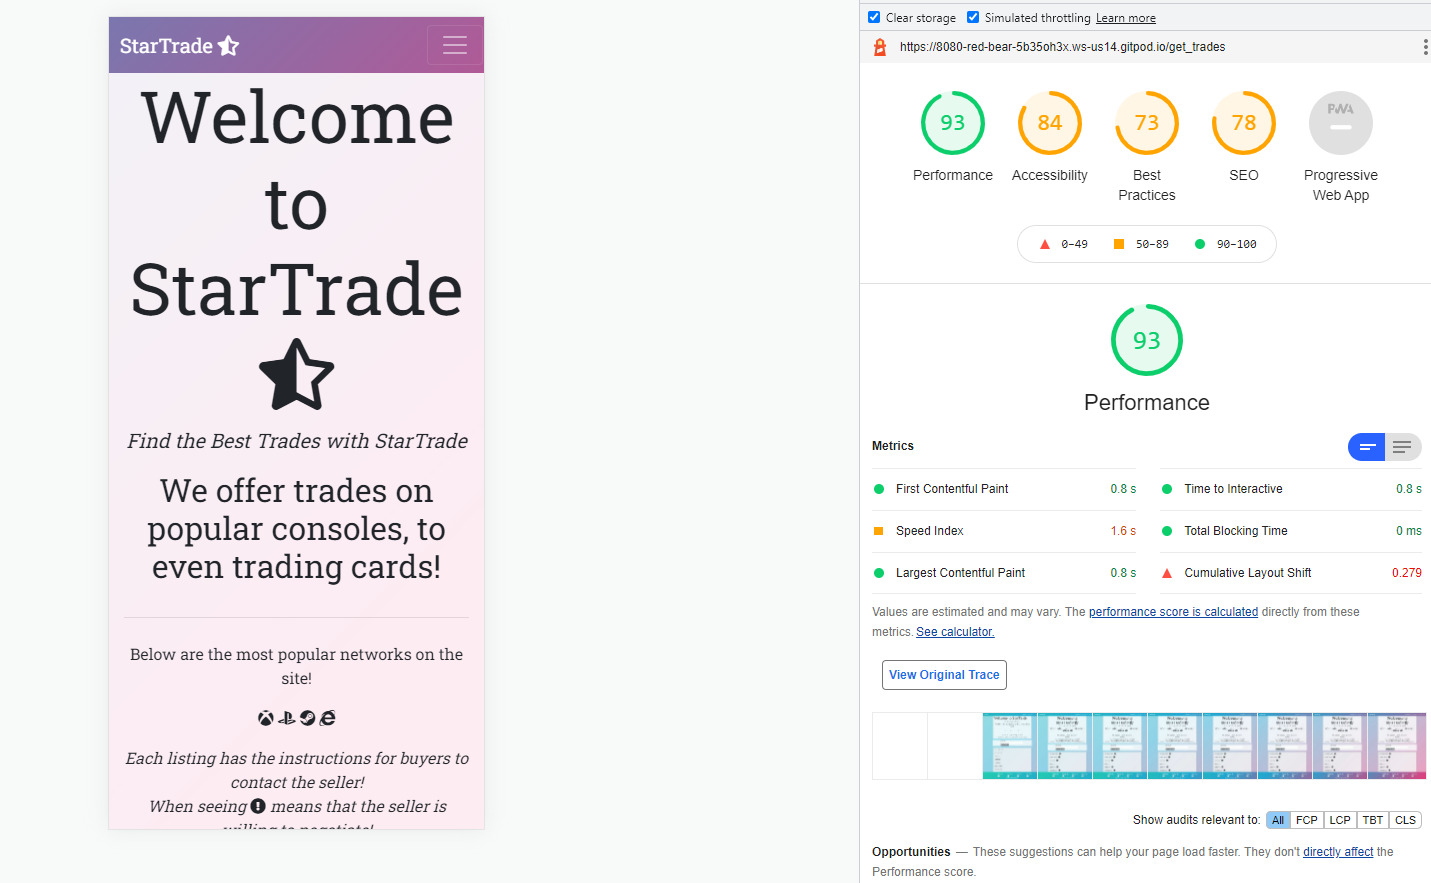 StarTrade
Welcome
to
StarTrade
Find the Best Trades with StarTrade
We offer trades on
popular consoles, to
even trading cards!
Below are the most popular networks on the
site!
Each listing has the instructions for buyers to
contact the seller!
When seeing means that the seller is
willing to negotiate!
Clear storage Simulated throttling Learn more
https://8080-red-bear-5b35oh3x.ws-us14.gitpod.io/get_trades
93 84 73 78 PWA
Performance Accessibility Best Practices SEO Progressive Web App
0–49 50–89 90–100
93
Performance
Metrics
First Contentful Paint 0.8 s
Time to Interactive 0.8 s
Speed Index 1.6 s
Total Blocking Time 0 ms
Largest Contentful Paint 0.8 s
Cumulative Layout Shift 0.279
Values are estimated and may vary. The performance score is calculated directly from these
metrics. See calculator.
View Original Trace
Show audits relevant to: All FCP LCP TBT CLS
Opportunities — These suggestions can help your page load faster. They don't directly affect the
Performance score.